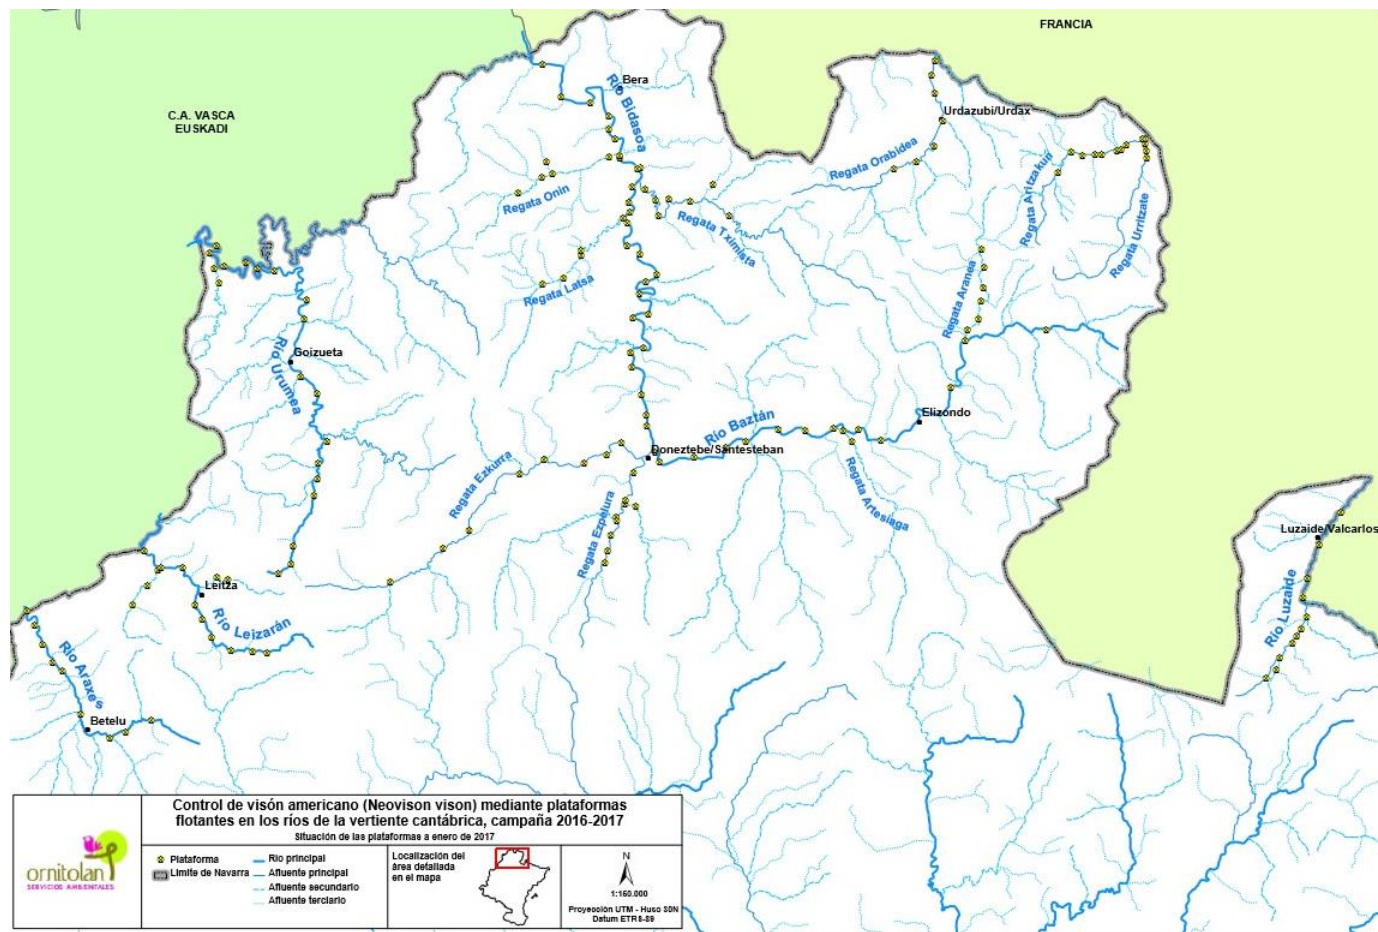 FRANCIA
Bera
Río Bidasoa
C.A. VASCA
EUSKADI
Urdazubi/Urdax
Regata Orabidea
Regata Aritzakun
Regata Onin
Regata Tximista
Regata Urritzate
Regata Latsa
Regata Aranea
Goizueta
Río Urumea
Elizondo
Río Baztán
Doneztebe/Santesteban
Regata Ezkurra
Regata Artesiaga
Regata Ezpelura
Luzaide/Valcarlos
Leitza
Río Leizarán
Río Luzaide
Río Araxes
Betelu
Control de visón americano (Neovison vison) mediante plataformas
flotantes en los ríos de la vertiente cantábrica, campaña 2016-2017
Situación de las plataformas a enero de 2017
ornitolan
SERVICIOS AMBIENTALES
Plataforma
Límite de Navarra
Río principal
Afluente principal
Afluente secundario
Afluente terciario
Localización del
área detallada
en el mapa
N
1:150.000
Proyección UTM - Huso 30N
Datum ETRS-89